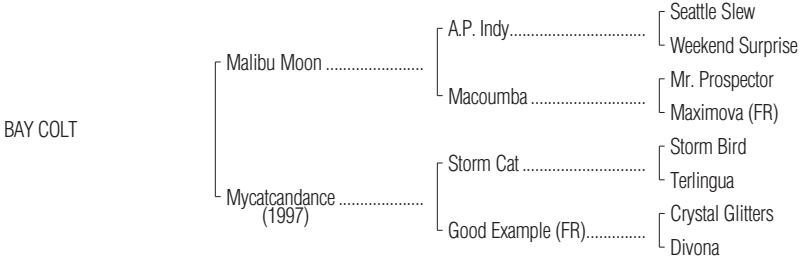 Seattle Slew
A.P. Indy..............................
Weekend Surprise
Malibu Moon ......................
Mr. Prospector
Macoumba .........................
Maximova (FR)
BAY COLT
Storm Bird
Storm Cat ...........................
Terlingua
Mycatcandance ...................
(1997)
Crystal Glitters
Good Example (FR).............
Divona